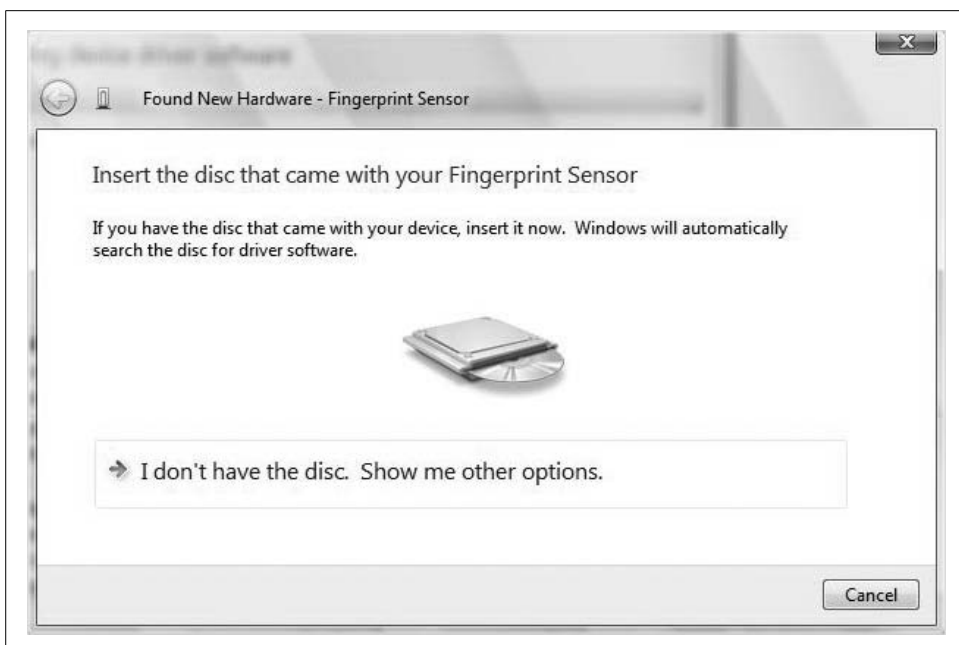 Found New Hardware - Fingerprint Sensor
Insert the disc that came with your Fingerprint Sensor
If you have the disc that came with your device, insert it now.  Windows will automatically
search the disc for driver software.
I don't have the disc.  Show me other options.
Cancel